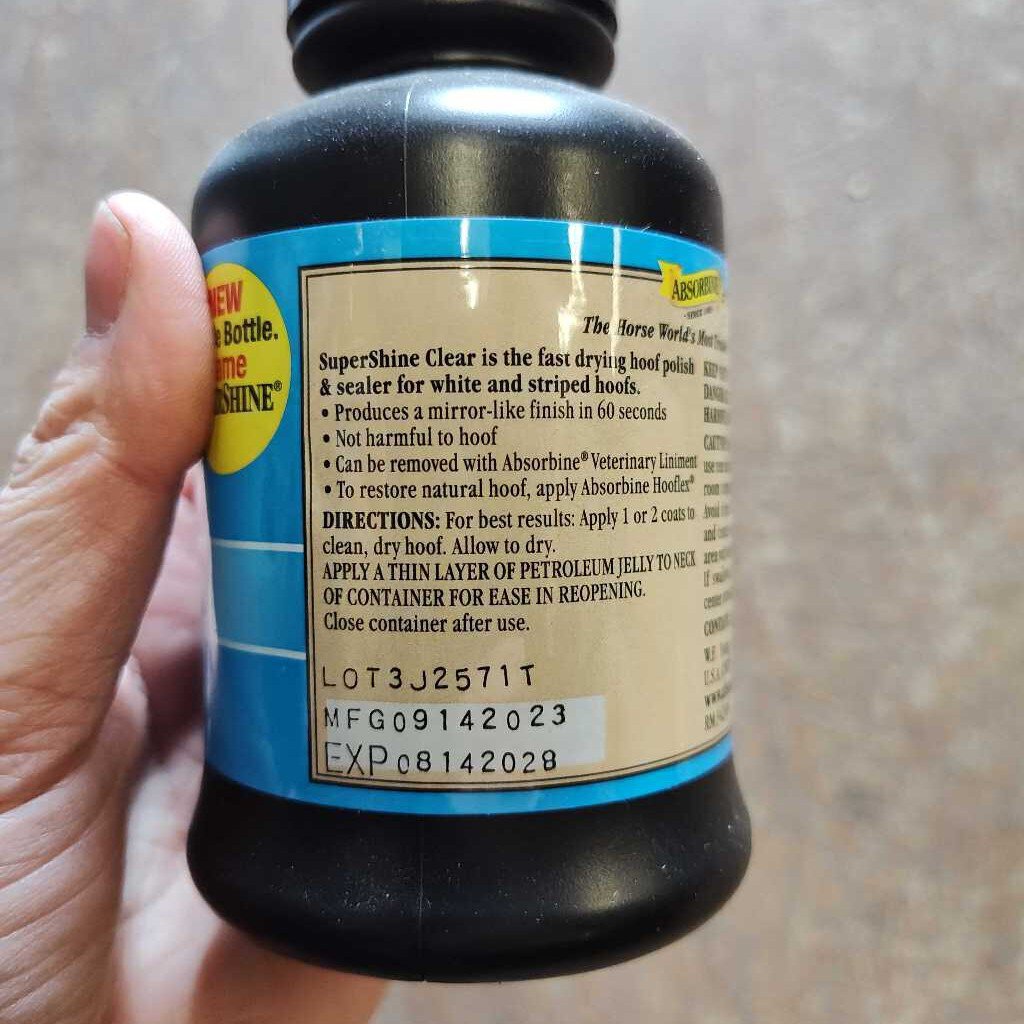 NEW
Bottle.
SHINE®
ABSORBINE
The Horse World's Most
SuperShine Clear is the fast drying hoof polish
& sealer for white and striped hoofs.
• Produces a mirror-like finish in 60 seconds
• Not harmful to hoof
• Can be removed with Absorbine® Veterinary Liniment
• To restore natural hoof, apply Absorbine Hooflex®
DIRECTIONS: For best results: Apply 1 or 2 coats to
clean, dry hoof. Allow to dry.
APPLY A THIN LAYER OF PETROLEUM JELLY TO NECK
OF CONTAINER FOR EASE IN REOPENING.
Close container after use.
LOT3J2571T
MFG09142023
EXP08142028